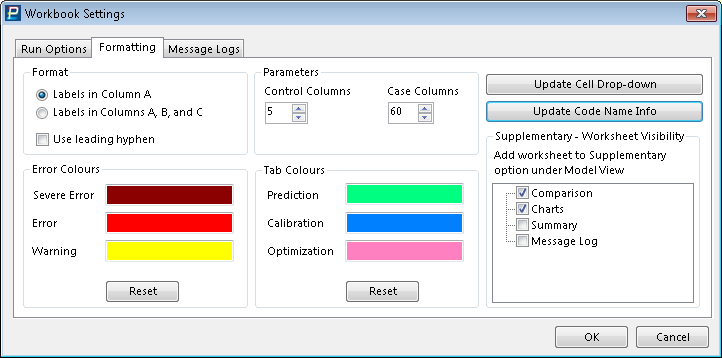 Workbook Settings
Run Options
Formatting
Message Logs
Format
Labels in Column A
Labels in Columns A, B, and C
Use leading hyphen
Parameters
Control Columns
Case Columns
5
60
Update Cell Drop-down
Update Code Name Info
Supplementary - Worksheet Visibility
Add worksheet to Supplementary
option under Model View
Comparison
Charts
Summary
Message Log
Error Colours
Severe Error
Error
Warning
Reset
Tab Colours
Prediction
Calibration
Optimization
Reset
OK
Cancel